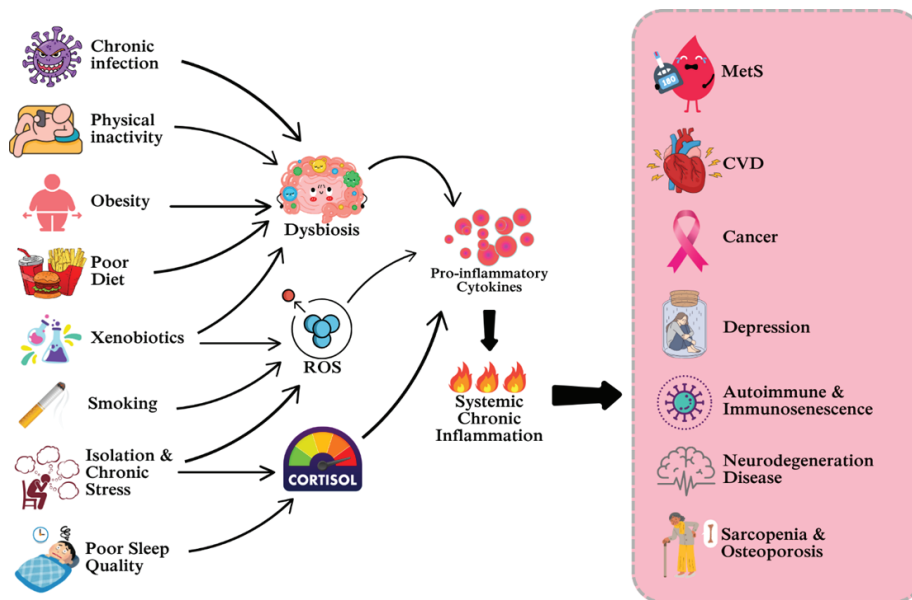 Chronic
infection
Physical
inactivity
Obesity
Poor
Diet
Xenobiotics
Smoking
Isolation &
Chronic
Stress
Poor Sleep
Quality
Dysbiosis
ROS
CORTISOL
Pro-inflammatory
Cytokines
Systemic
Chronic
Inflammation
180
MetS
CVD
Cancer
Depression
Autoimmune &
Immunosenescence
Neurodegeneration
Disease
Sarcopenia &
Osteoporosis